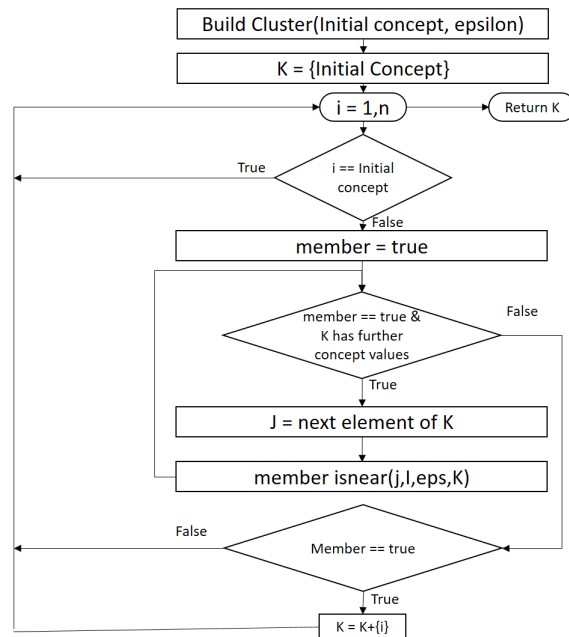 Build Cluster(Initial concept, epsilon)
K = {Initial Concept}
i = 1,n
Return K
True
i == Initial
concept
False
member = true
member == true &
K has further
concept values
False
True
J = next element of K
member isnear(j,I,eps,K)
False
Member == true
True
K = K+{i}